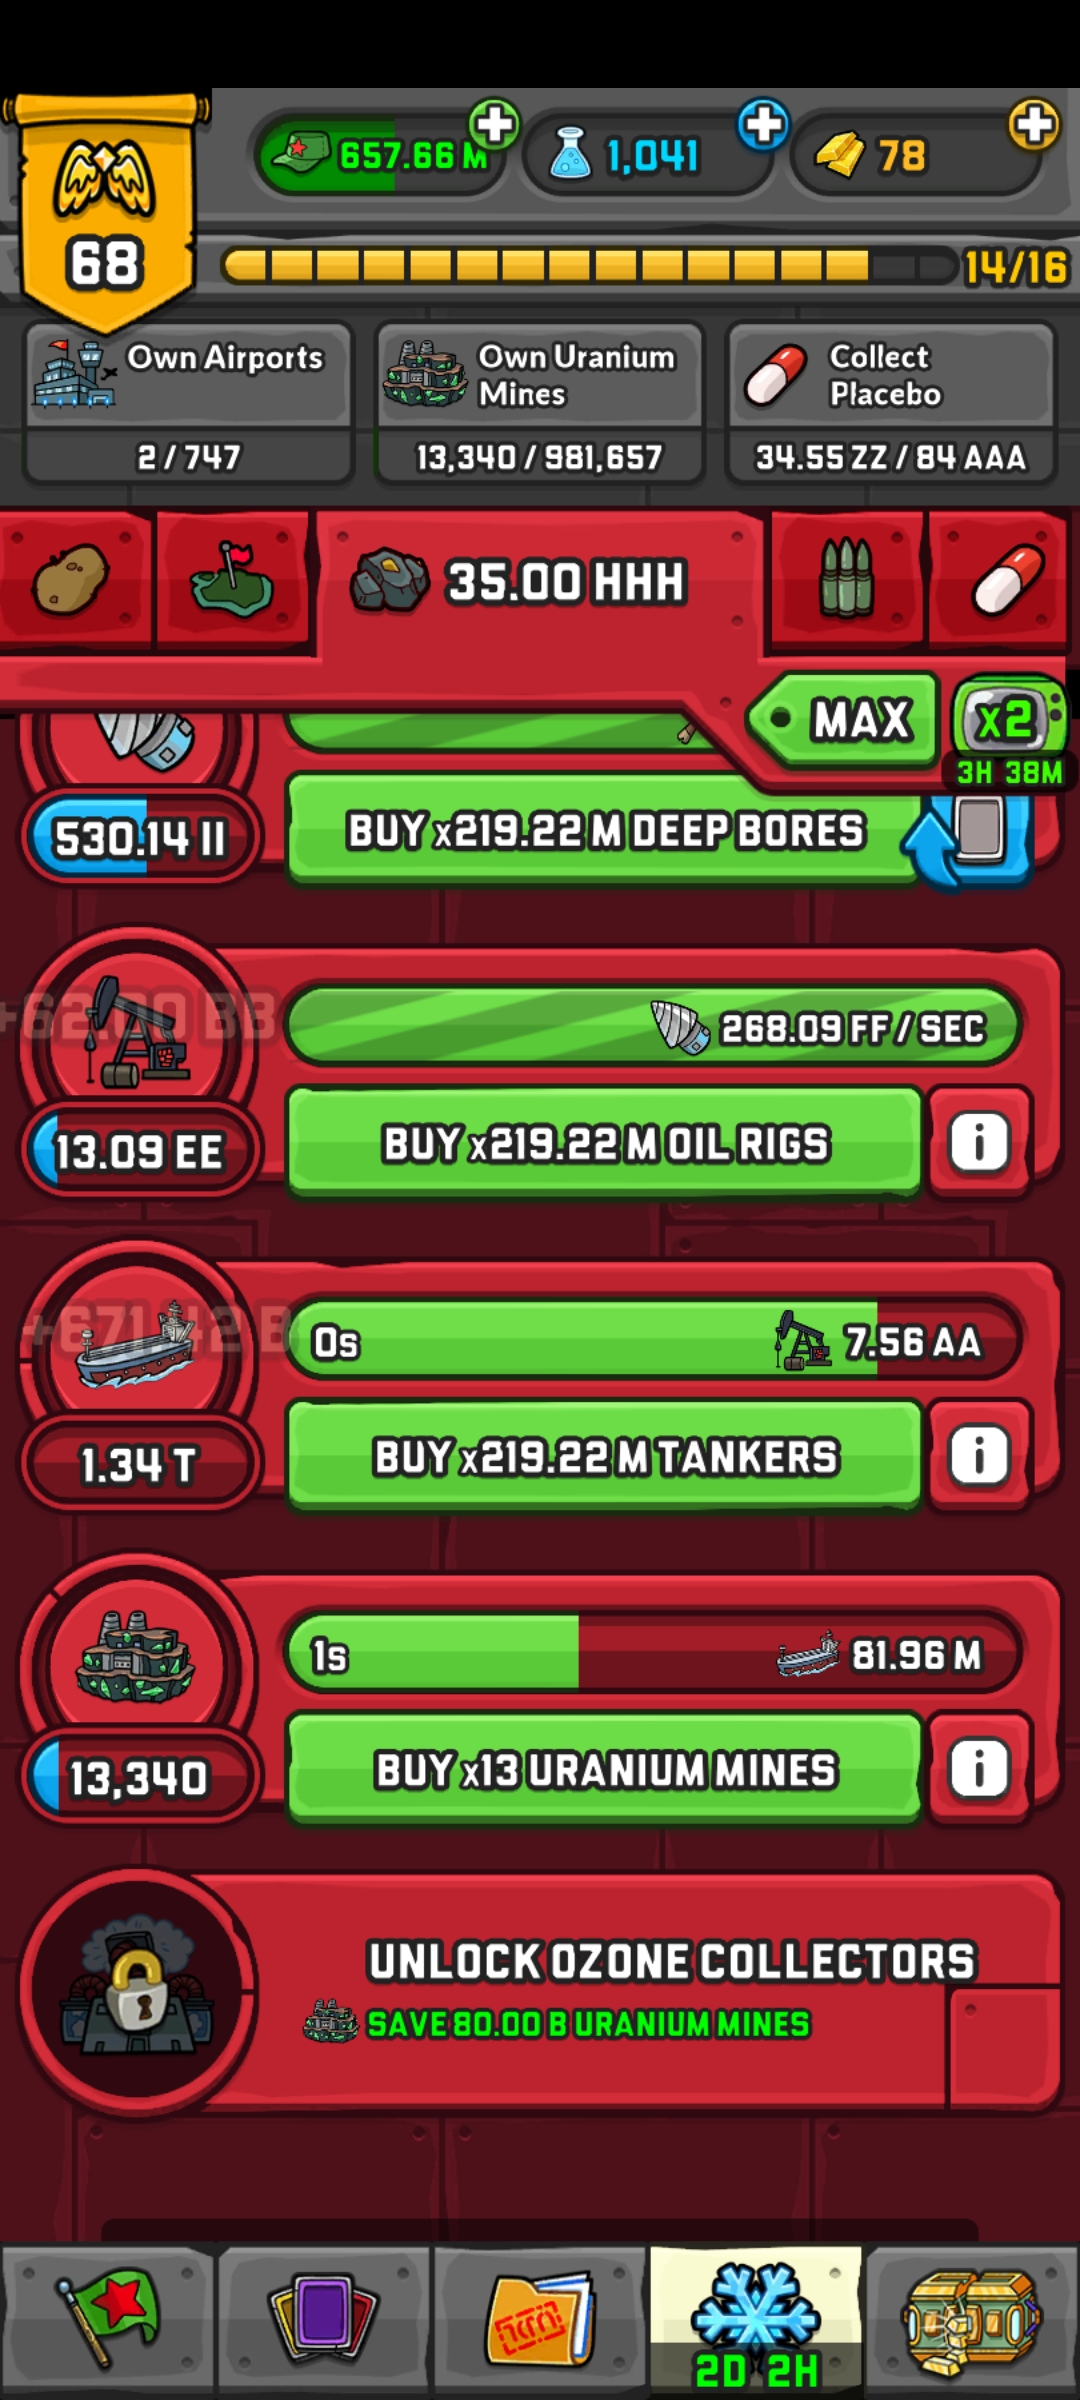 657.66 M
1,041
78
68
14/16
Own Airports
2 / 747
Own Uranium
Mines
13,340 / 981,657
Collect
Placebo
34.55 ZZ / 84 AAA
35.00 HHH
MAX
x2
3H 38M
530.14 II
BUY x219.22 M DEEP BORES
268.09 FF / SEC
13.09 EE
BUY x219.22 M OIL RIGS
i
+671.42 B
0s
7.56 AA
1.34 T
BUY x219.22 M TANKERS
i
1s
81.96 M
13,340
BUY x13 URANIUM MINES
i
UNLOCK OZONE COLLECTORS
SAVE 80.00 B URANIUM MINES
2D 2H